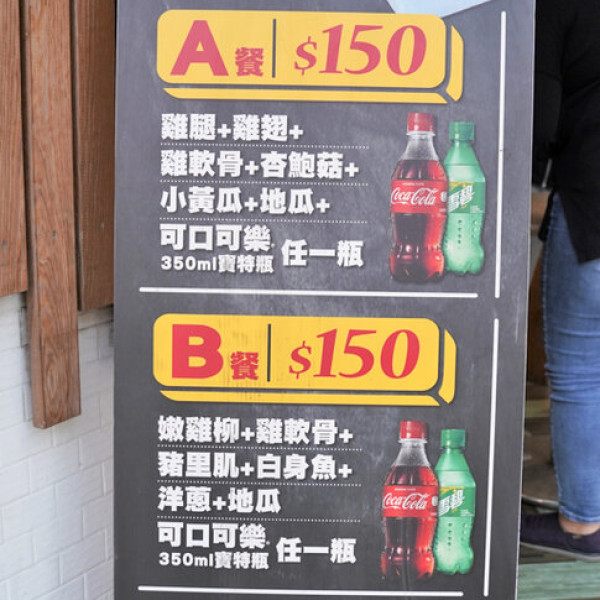 A餐 $150
雞腿+雞翅+
雞軟骨+杏鮑菇+
小黃瓜+地瓜+
可口可樂® 任一瓶
350ml寶特瓶
Coca-Cola
雪碧
B餐 $150
嫩雞柳+雞軟骨+
豬里肌+白身魚+
洋蔥+地瓜
可口可樂® 任一瓶
350ml寶特瓶
Coca-Cola
雪碧